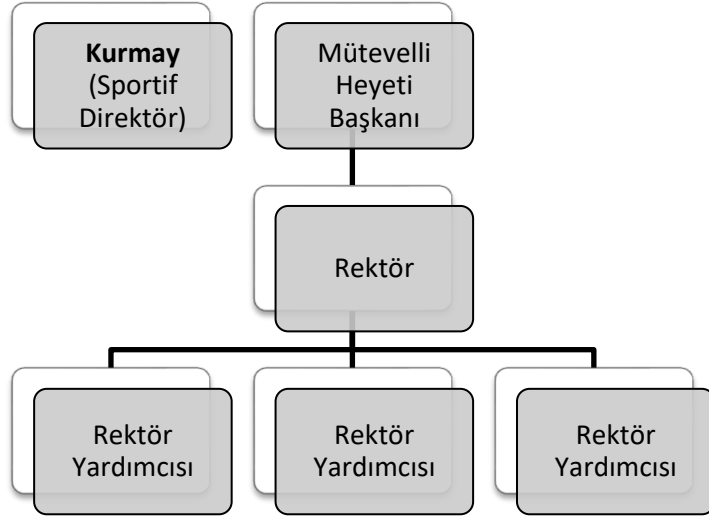 Kurmay
(Sportif
Direktör)
Mütevelli
Heyeti
Başkanı
Rektör
Rektör
Yardımcısı
Rektör
Yardımcısı
Rektör
Yardımcısı